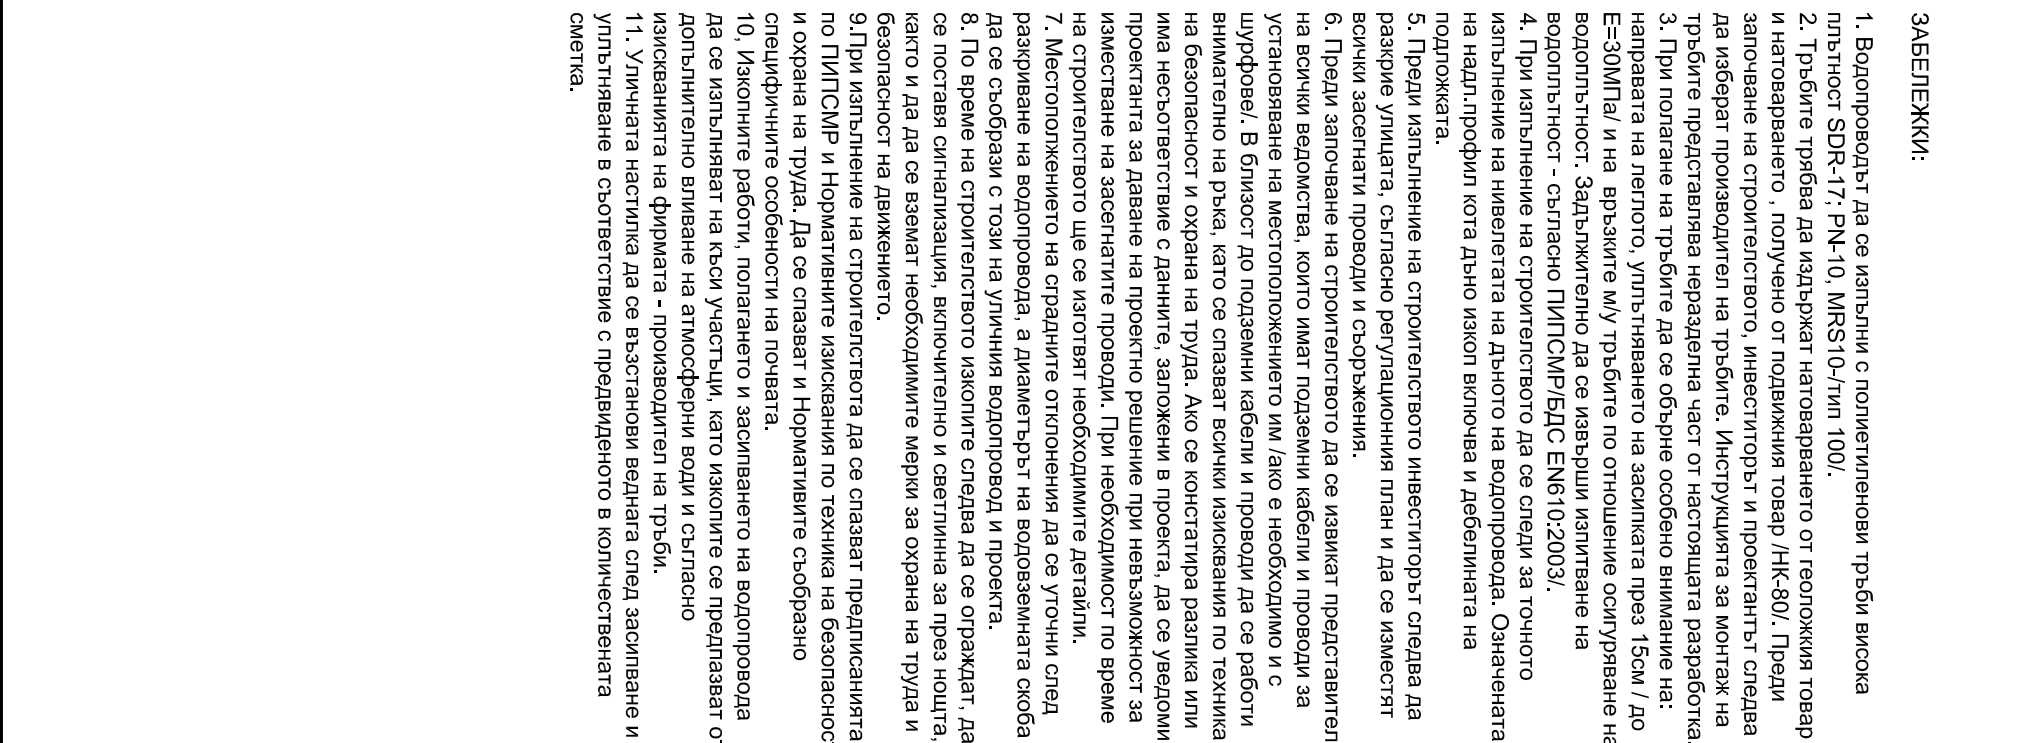 ЗАБЕЛЕЖКИ:
1. Водопроводът да се изпълни с полиетиленови тръби висока
плътност SDR-17; PN-10, MRS10-/тип 100/.
2. Тръбите трябва да издържат натоварването от геоложкия товар
и натоварването , получено от подвижния товар /НК-80/. Преди
започване на строителството, инвеститорът и проектантът следва
да изберат производител на тръбите. Инструкцията за монтаж на
тръбите представлява неразделна част от настоящата разработка.
3. При полагане на тръбите да се обърне особено внимание на:
направата на леглото, уплътняването на засипката през 15см / до
Е=30МПа/ и на връзките м/у тръбите по отношение осигуряване на
водоплътност. Задължително да се извърши изпитване на
водоплътност - съгласно ПИПСМР/БДС EN610:2003/.
4. При изпълнение на строителството да се следи за точното
изпълнение на нивелетата на дъното на водопровода. Означената
на надл.профил кота дъно изкоп включва и дебелината на
подложката.
5. Преди изпълнение на строителството инвеститорът следва да
разкрие улицата, съгласно регулационния план и да се изместят
всички засегнати проводи и съоръжения.
6. Преди започване на строителството да се извикат представител
на всички ведомства, които имат подземни кабели и проводи за
установяване на местоположението им /ако е необходимо и с
шурфове/. В близост до подземни кабели и проводи да се работи
внимателно на ръка, като се спазват всички изисквания по техника
на безопасност и охрана на труда. Ако се констатира разлика или
има несъответствие с данните, заложени в проекта, да се уведоми
проектанта за даване на проектно решение при невъзможност за
изместване на засегнатите проводи. При необходимост по време
на строителството ще се изготвят необходимите детайли.
7. Местополжението на сградните отклонения да се уточни след
разкриване на водопровода, а диаметърът на водовземната скоба
да се съобрази с този на уличния водопровод и проекта.
8. По време на строителството изкопите следва да се ограждат, да
се поставя сигнализация, включително и светлинна за през нощта,
както и да да се вземат необходимите мерки за охрана на труда и
безопасност на движението.
9.При изпълнение на строителството да се спазват предписанията
по ПИПСМР и Нормативните изисквания по техника на безопасност
и охрана на труда. Да се спазват и Нормативите съобразно
специфичните особености на почвата.
10, Изкопните работи, полагането и засипването на водопровода
да се изпълняват на къси участъци, като изкопите се предпазват от
допълнително вливане на атмосферни води и съгласно
изискванията на фирмата - производител на тръби.
11. Уличната настилка да се възстанови веднага след засипване и
уплътняване в съответствие с предвиденото в количествената
сметка.